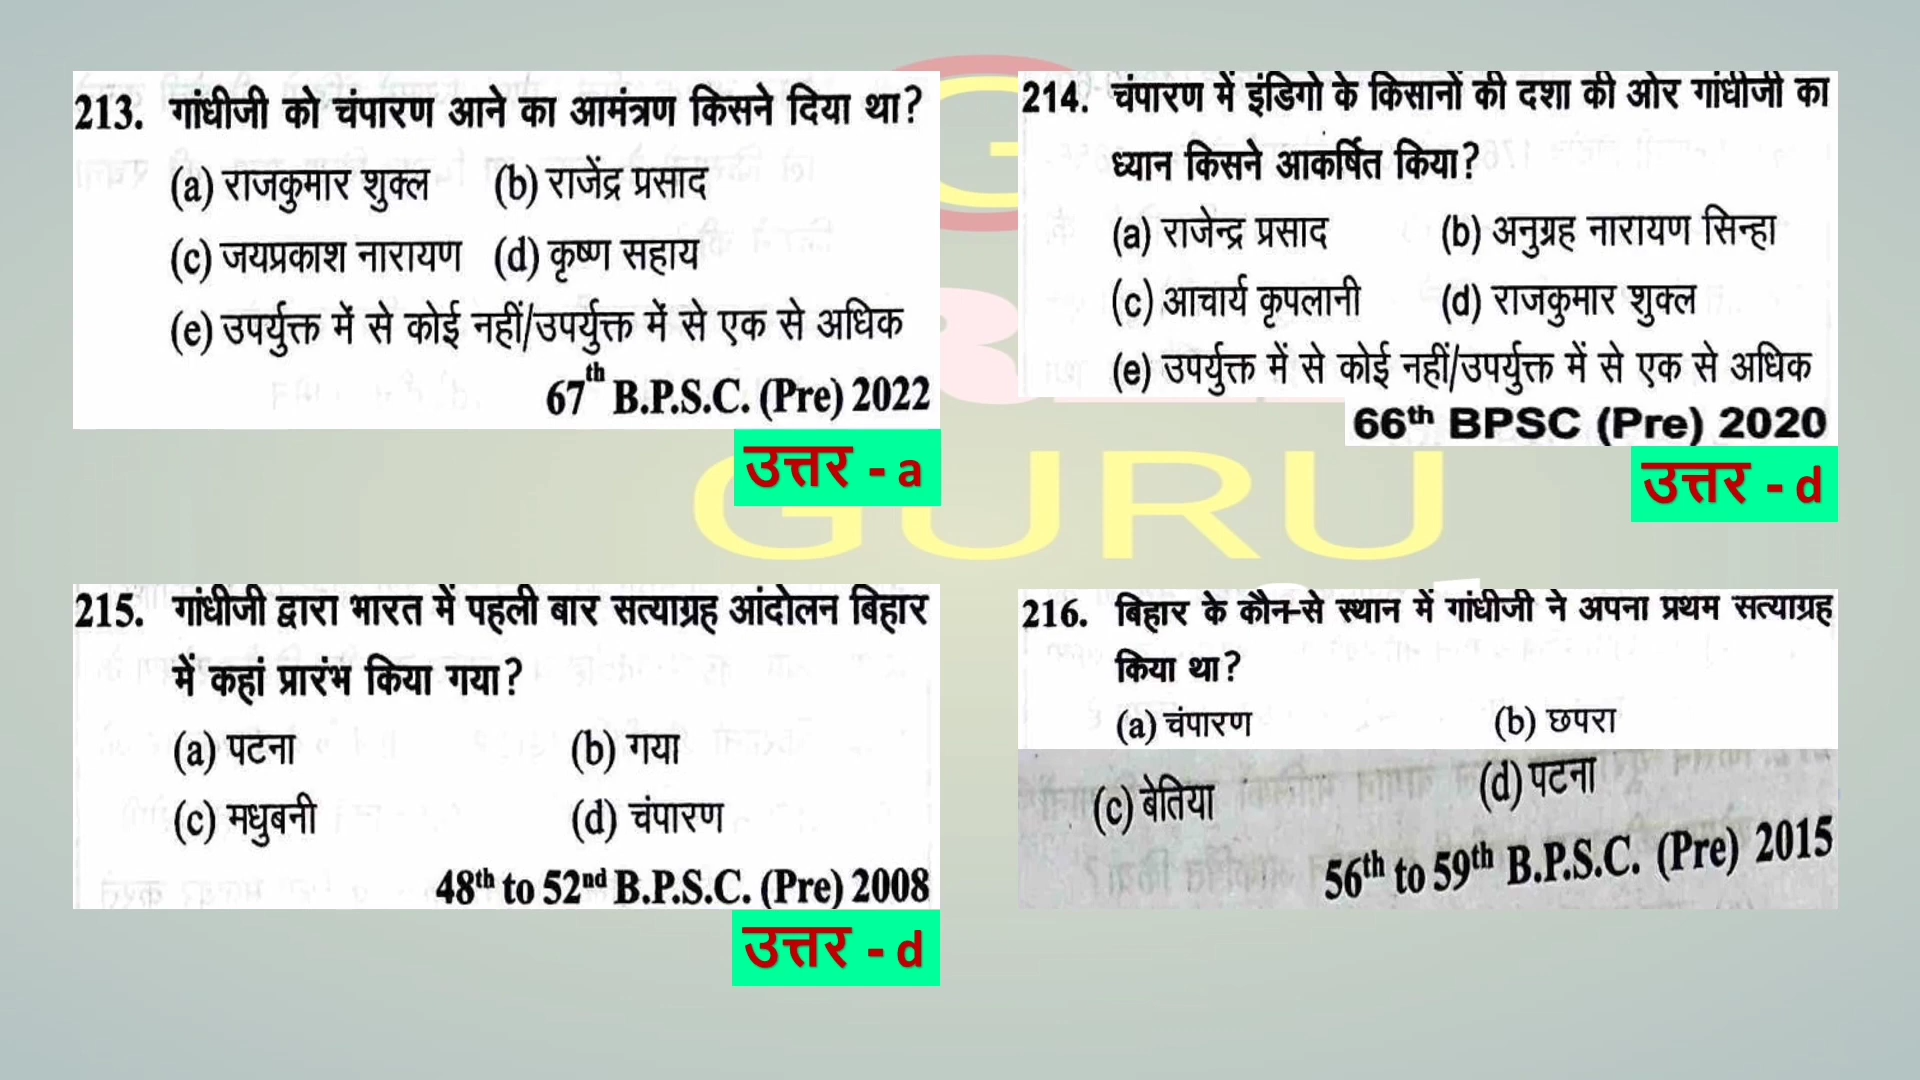 213. गांधीजी को चंपारण आने का आमंत्रण किसने दिया था?
(a) राजकुमार शुक्ल (b) राजेंद्र प्रसाद
(c) जयप्रकाश नारायण (d) कृष्ण सहाय
(e) उपर्युक्त में से कोई नहीं/उपर्युक्त में से एक से अधिक
67th B.P.S.C. (Pre) 2022
उत्तर - a
214. चंपारण में इंडिगो के किसानों की दशा की ओर गांधीजी का
ध्यान किसने आकर्षित किया?
(a) राजेन्द्र प्रसाद (b) अनुग्रह नारायण सिन्हा
(c) आचार्य कृपलानी (d) राजकुमार शुक्ल
(e) उपर्युक्त में से कोई नहीं/उपर्युक्त में से एक से अधिक
66th BPSC (Pre) 2020
उत्तर - d
GURU
215. गांधीजी द्वारा भारत में पहली बार सत्याग्रह आंदोलन बिहार
में कहां प्रारंभ किया गया?
(a) पटना (b) गया
(c) मधुबनी (d) चंपारण
48th to 52nd B.P.S.C. (Pre) 2008
उत्तर - d
216. बिहार के कौन-से स्थान में गांधीजी ने अपना प्रथम सत्याग्रह
किया था?
(a) चंपारण (b) छपरा
(c) बेतिया (d) पटना
56th to 59th B.P.S.C. (Pre) 2015